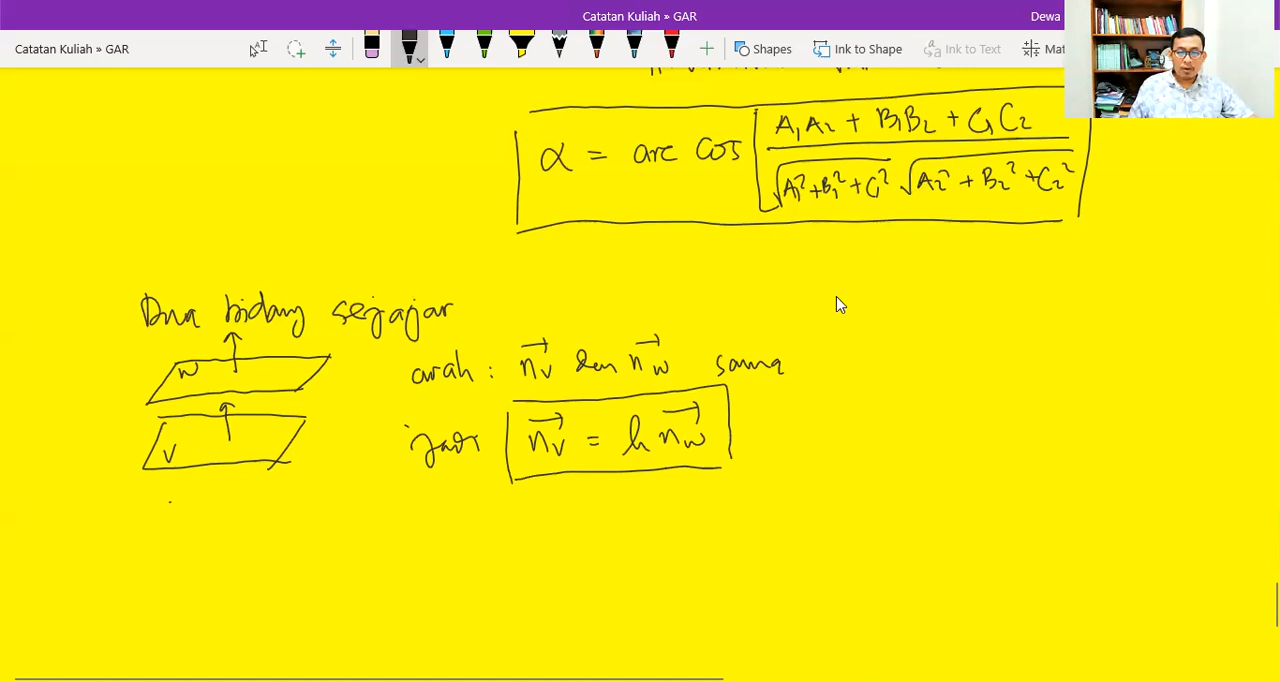 Catatan Kuliah » GAR
Dewa
Catatan Kuliah » GAR
Shapes
Ink to Shape
Ink to Text
Mat
α = arc cos [ A₁A₂ + B₁B₂ + C₁C₂ / √A₁² + B₁² + C₁² √A₂² + B₂² + C₂²
Dua bidang sejajar
W
arah : n⃗ᵥ dan n⃗w sama
V
jadi n⃗ᵥ = k n⃗w